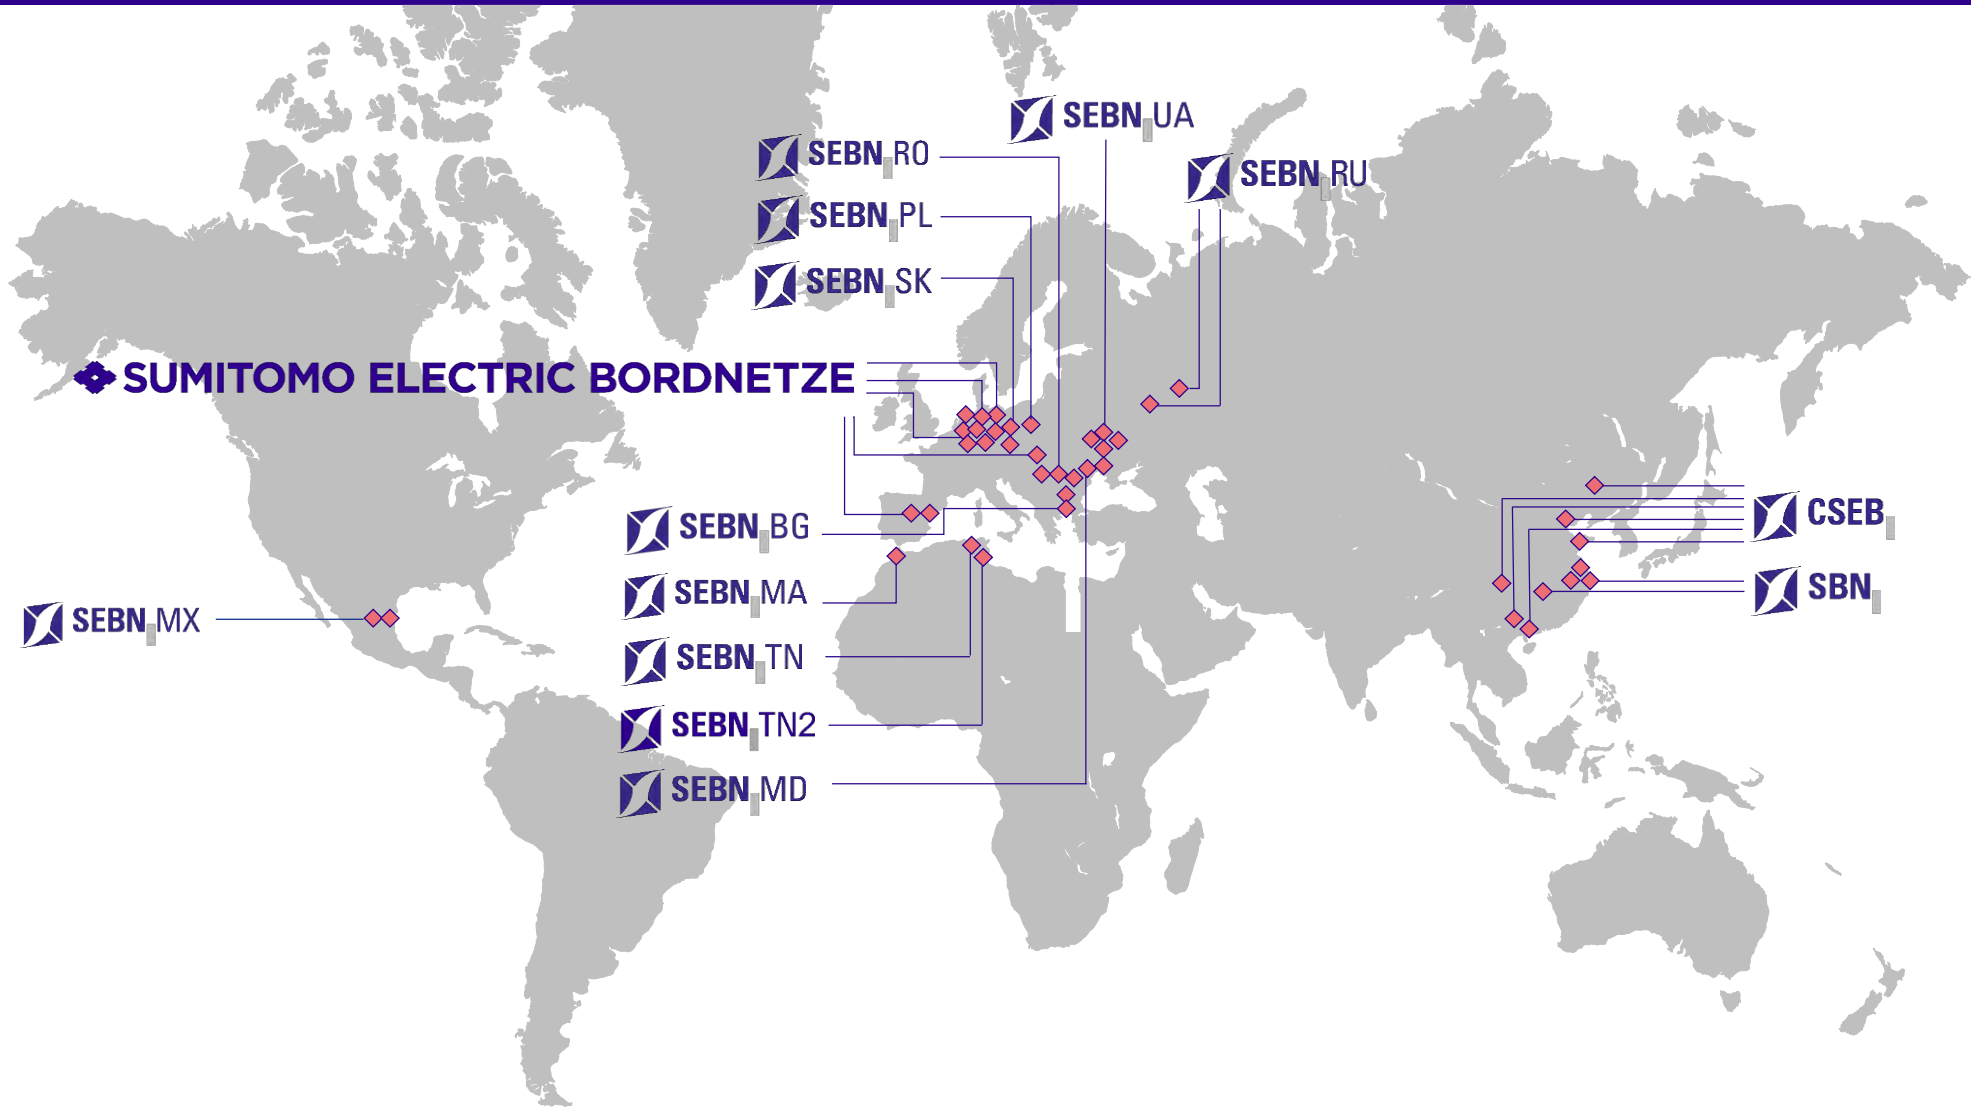 SEBN UA
SEBN RO
SEBN RU
SEBN PL
SEBN SK
SUMITOMO ELECTRIC BORDNETZE
CSEB
SEBN BG
SBN
SEBN MA
SEBN MX
SEBN TN
SEBN TN2
SEBN MD